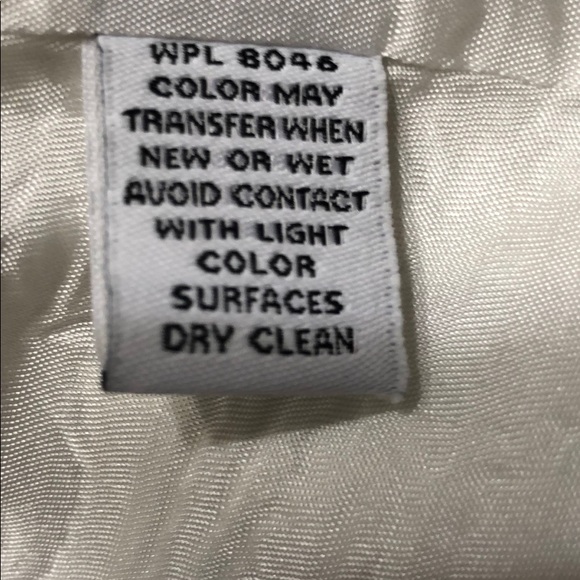 WPL 8046
COLOR MAY
TRANSFER WHEN
NEW OR WET
AVOID CONTACT
WITH LIGHT
COLOR
SURFACES
DRY CLEAN